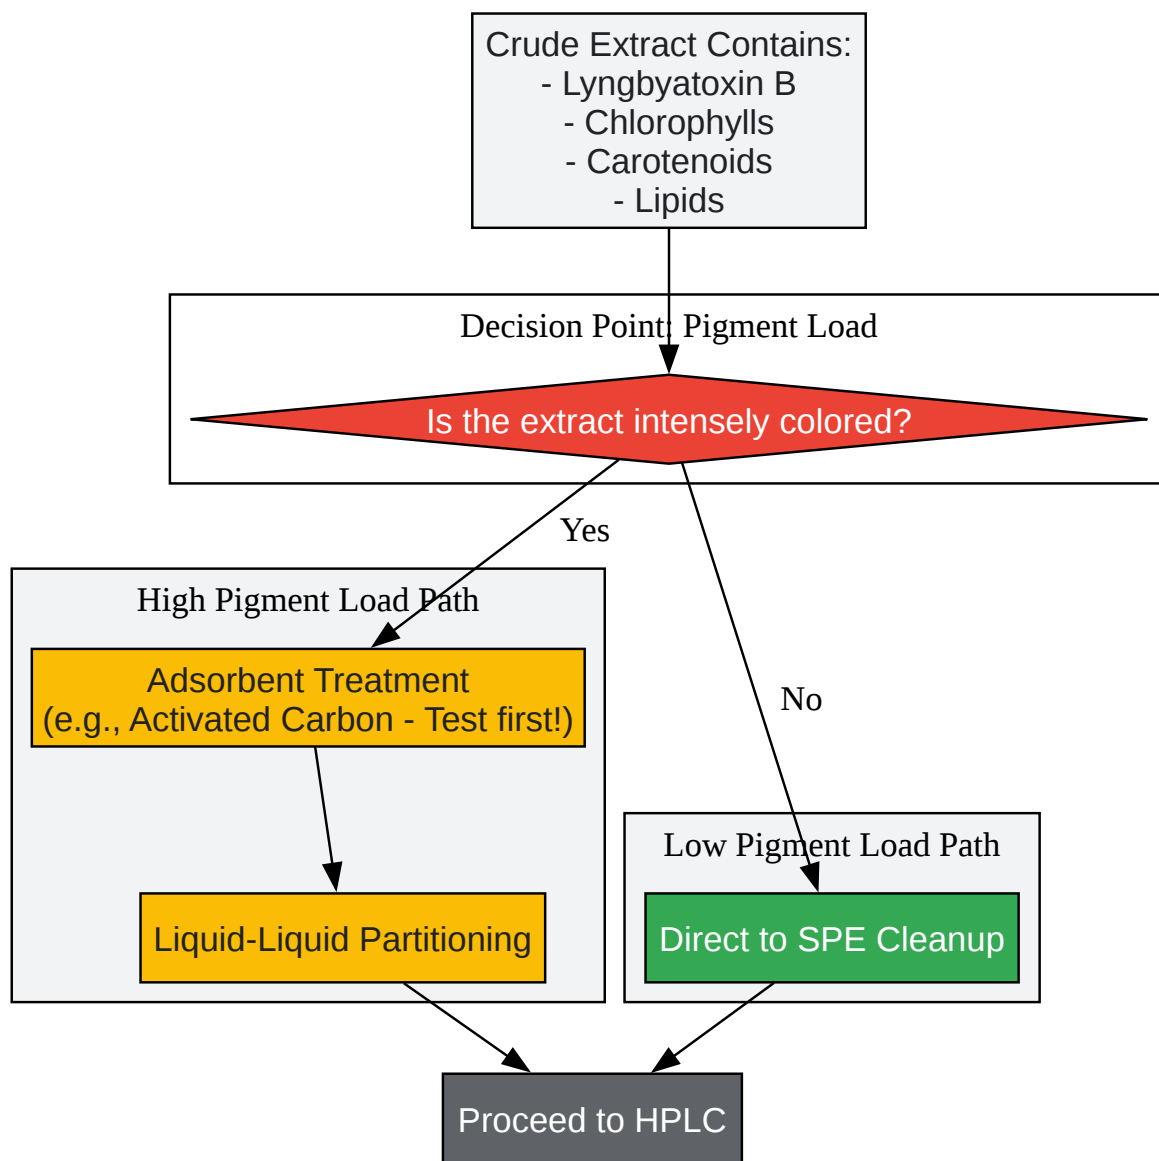 Crude Extract Contains:
- Lyngbyatoxin B
- Chlorophylls
- Carotenoids
- Lipids
Decision Point: Pigment Load
Is the extract intensely colored?
Yes
High Pigment Load Path
Adsorbent Treatment
(e.g., Activated Carbon - Test first!)
No
Low Pigment Load Path
Liquid-Liquid Partitioning
Direct to SPE Cleanup
Proceed to HPLC